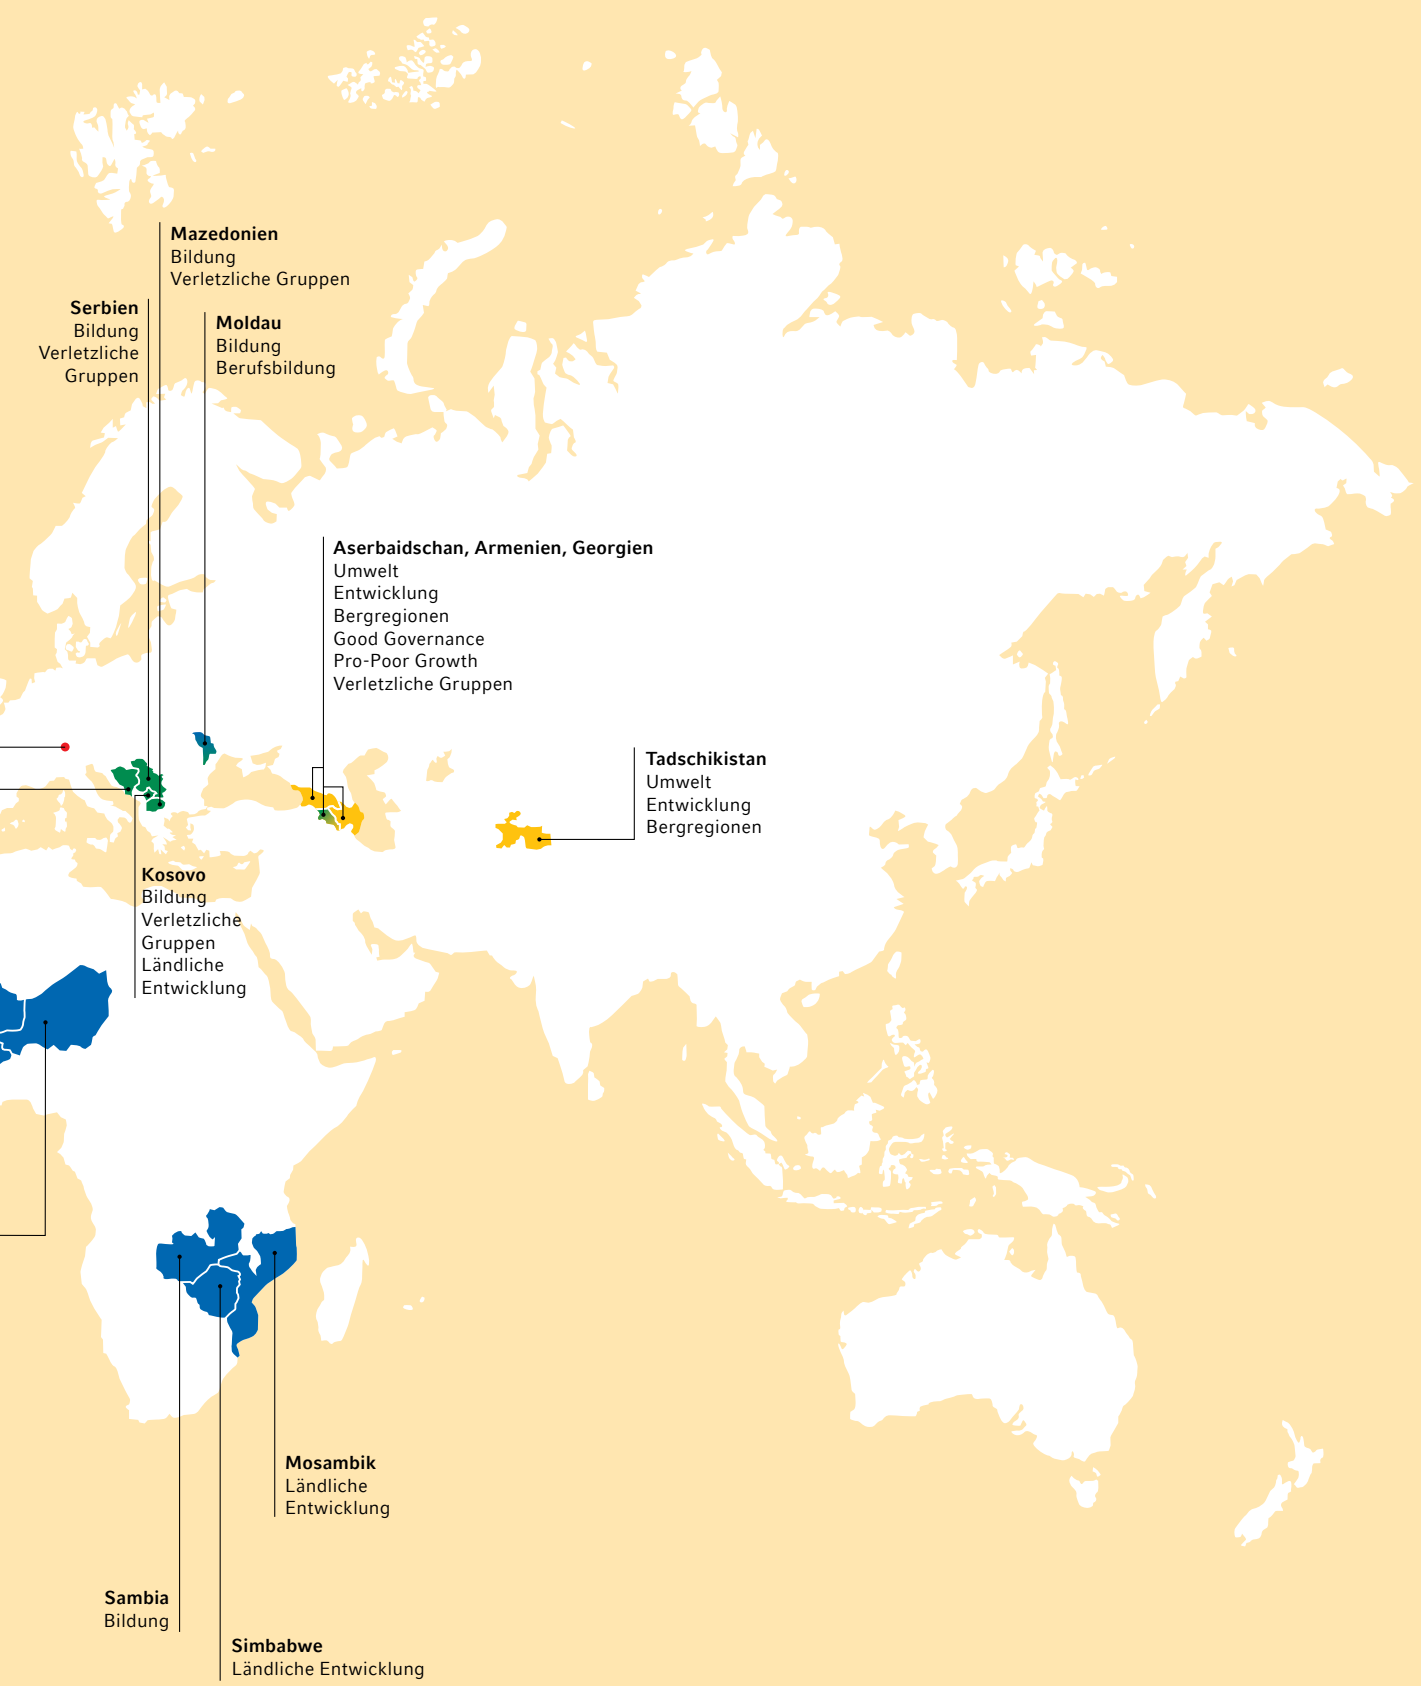 Mazedonien
Bildung
Verletzliche Gruppen
Serbien
Bildung
Verletzliche
Gruppen
Moldau
Bildung
Berufsbildung
Aserbaidschan, Armenien, Georgien
Umwelt
Entwicklung
Bergregionen
Good Governance
Pro-Poor Growth
Verletzliche Gruppen
Tadschikistan
Umwelt
Entwicklung
Bergregionen
Kosovo
Bildung
Verletzliche
Gruppen
Ländliche
Entwicklung
Mosambik
Ländliche
Entwicklung
Sambia
Bildung
Simbabwe
Ländliche Entwicklung